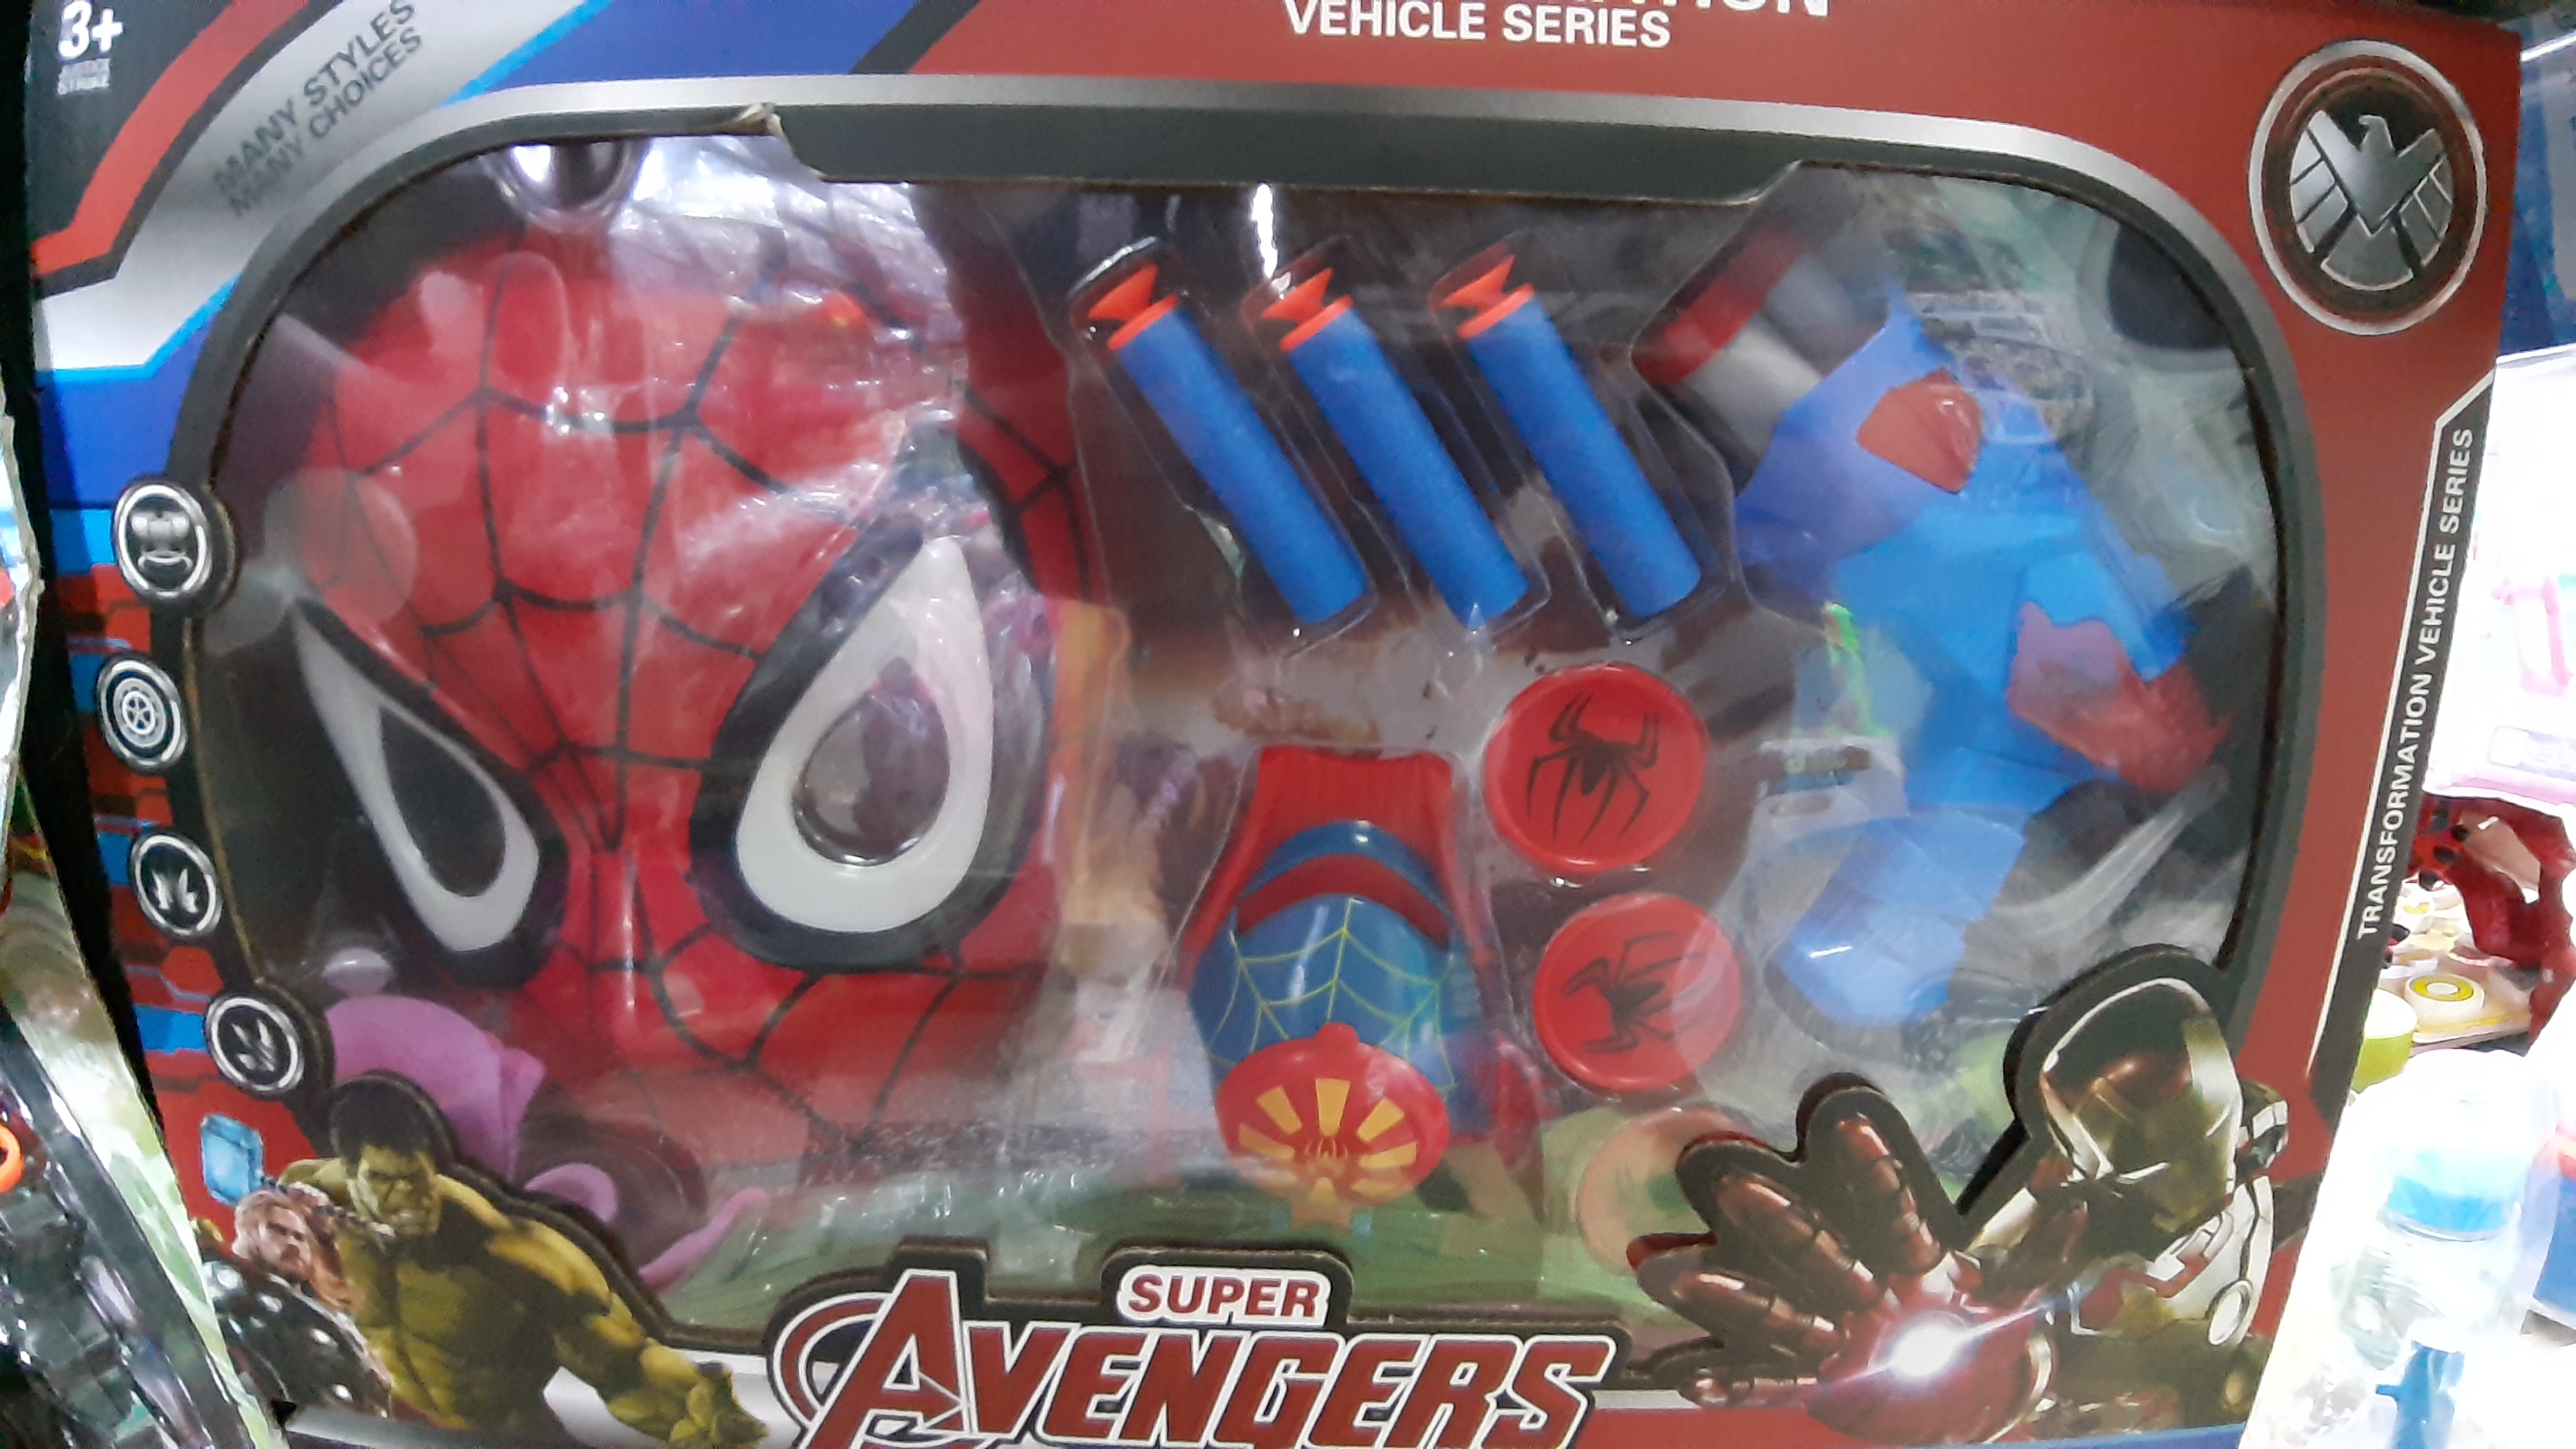 3+
MANY STYLES
MANY CHOICES
VEHICLE SERIES
TRANSFORMATION VEHICLE SERIES
SUPER
AVENGERS